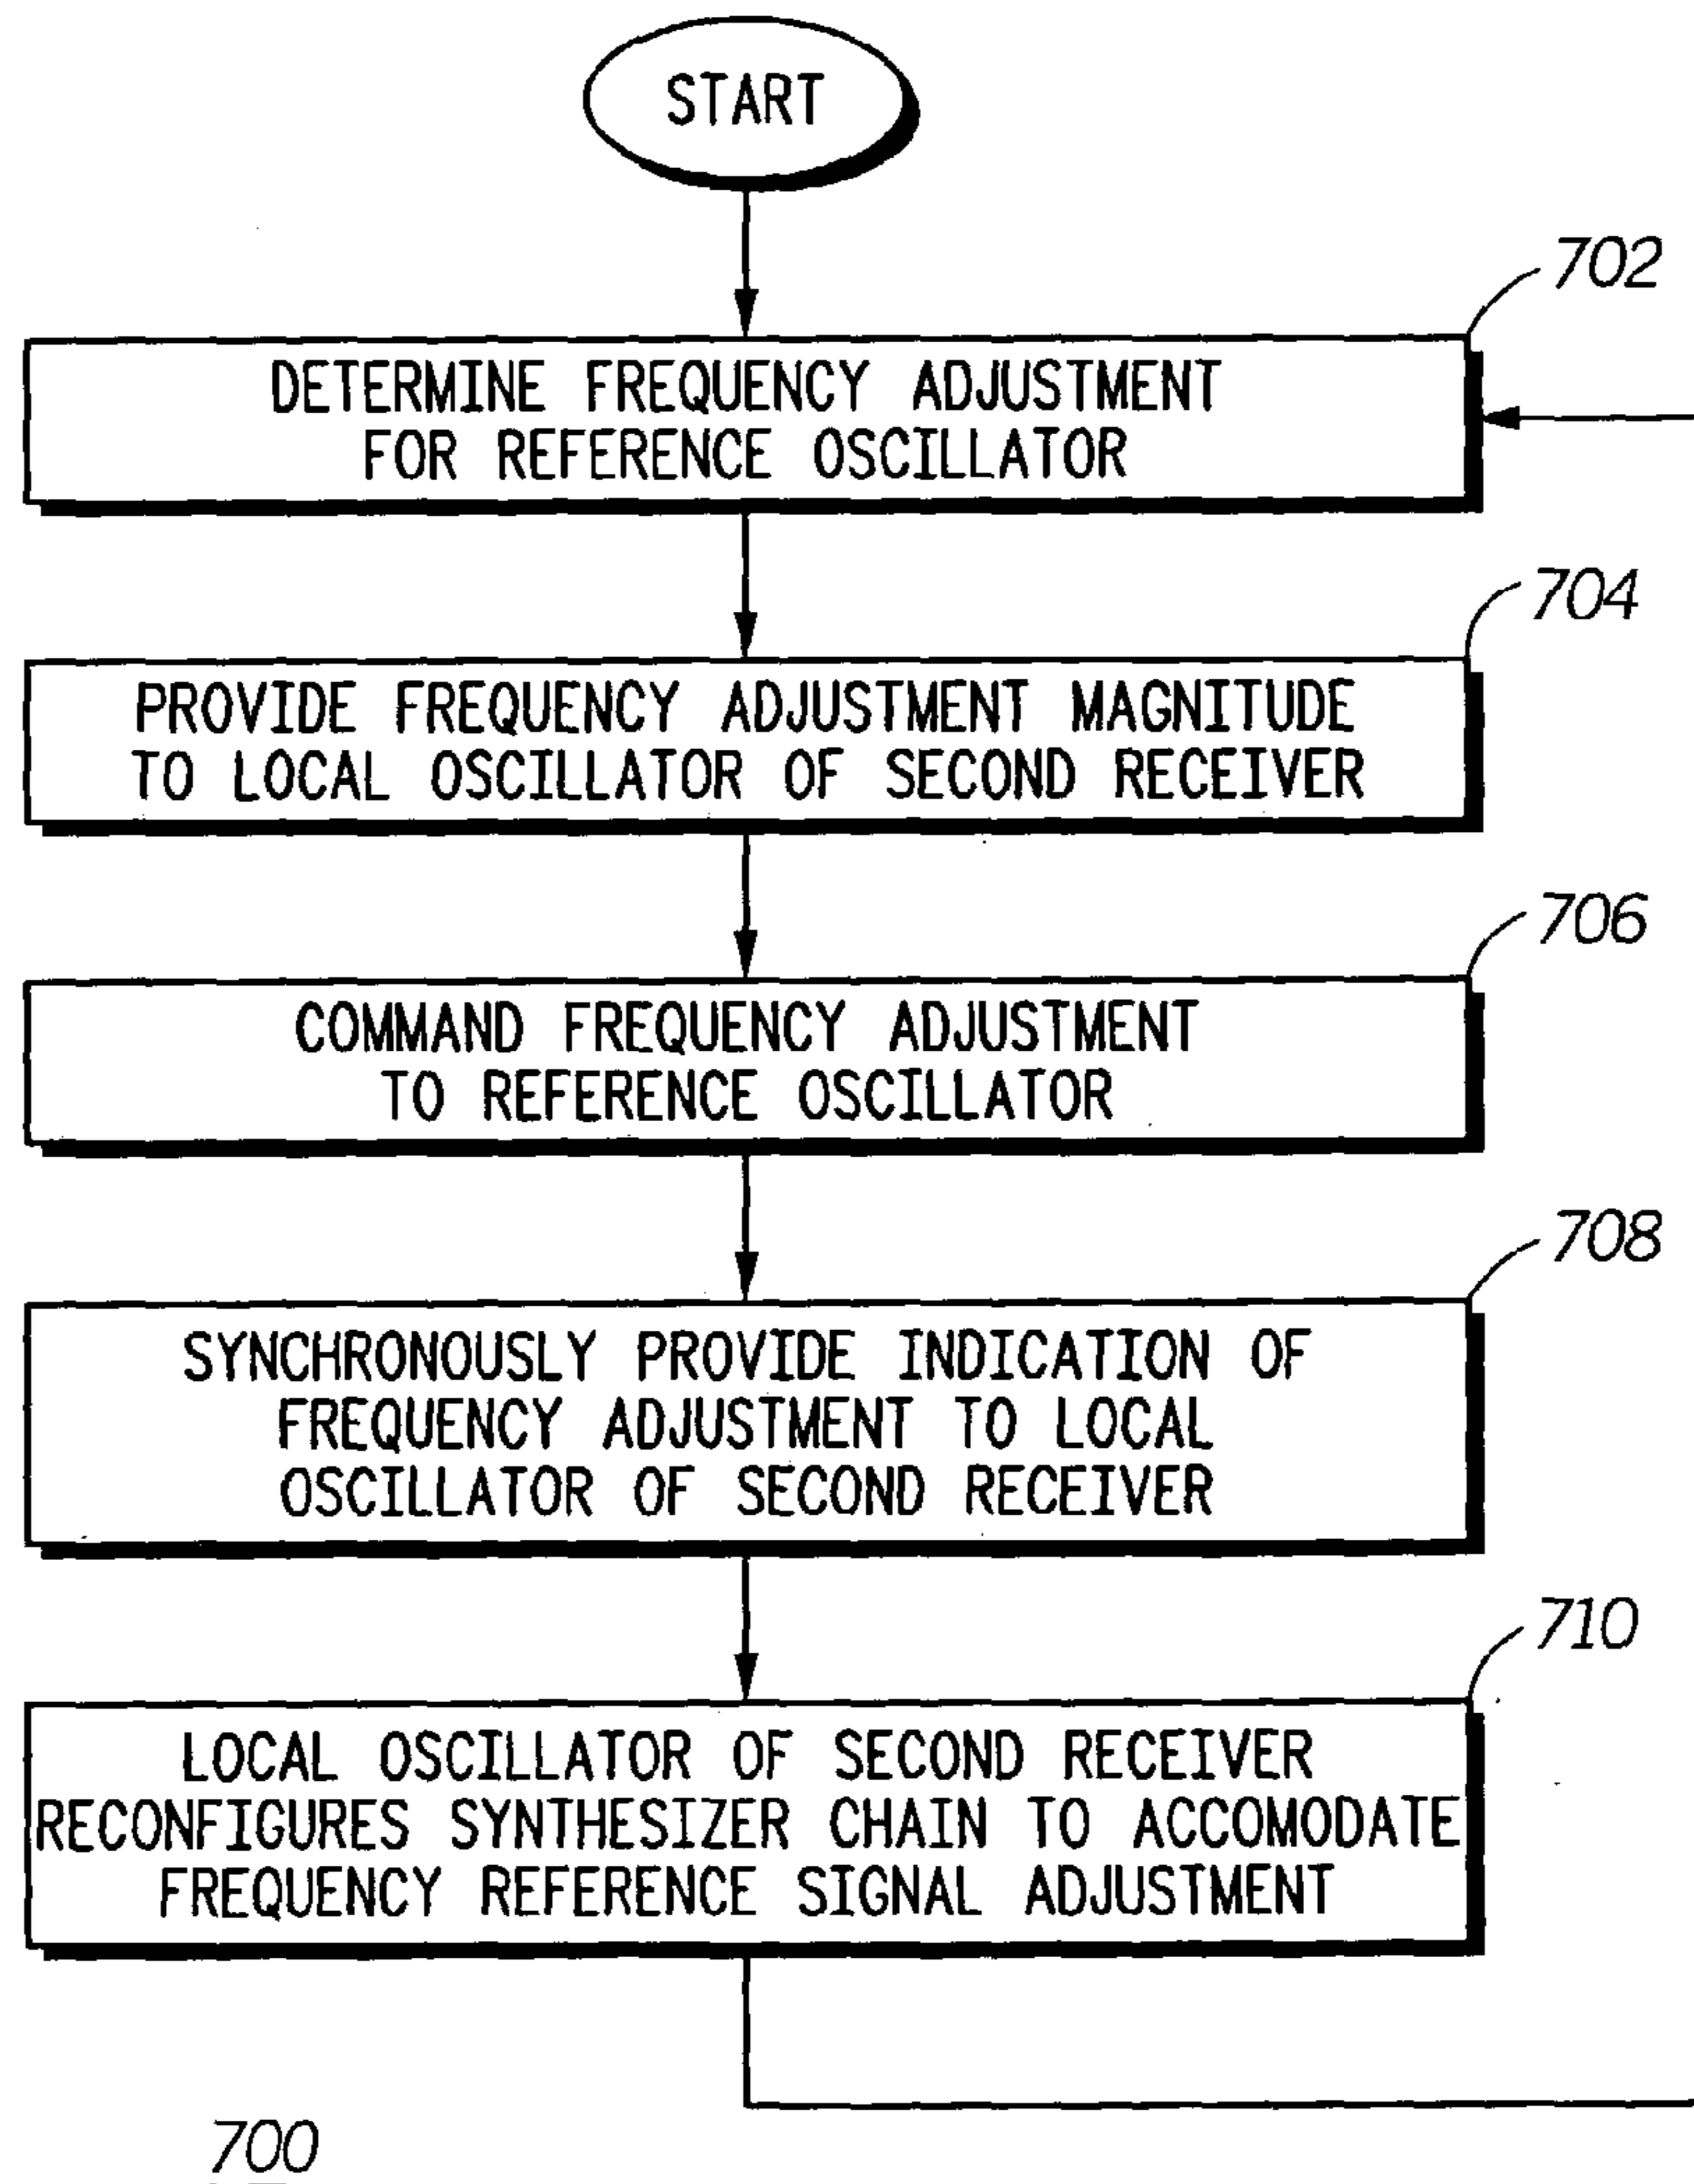 START
702
DETERMINE FREQUENCY ADJUSTMENT
FOR REFERENCE OSCILLATOR
704
PROVIDE FREQUENCY ADJUSTMENT MAGNITUDE
TO LOCAL OSCILLATOR OF SECOND RECEIVER
706
COMMAND FREQUENCY ADJUSTMENT
TO REFERENCE OSCILLATOR
708
SYNCHRONOUSLY PROVIDE INDICATION OF
FREQUENCY ADJUSTMENT TO LOCAL
OSCILLATOR OF SECOND RECEIVER
710
LOCAL OSCILLATOR OF SECOND RECEIVER
RECONFIGURES SYNTHESIZER CHAIN TO ACCOMODATE
FREQUENCY REFERENCE SIGNAL ADJUSTMENT
700